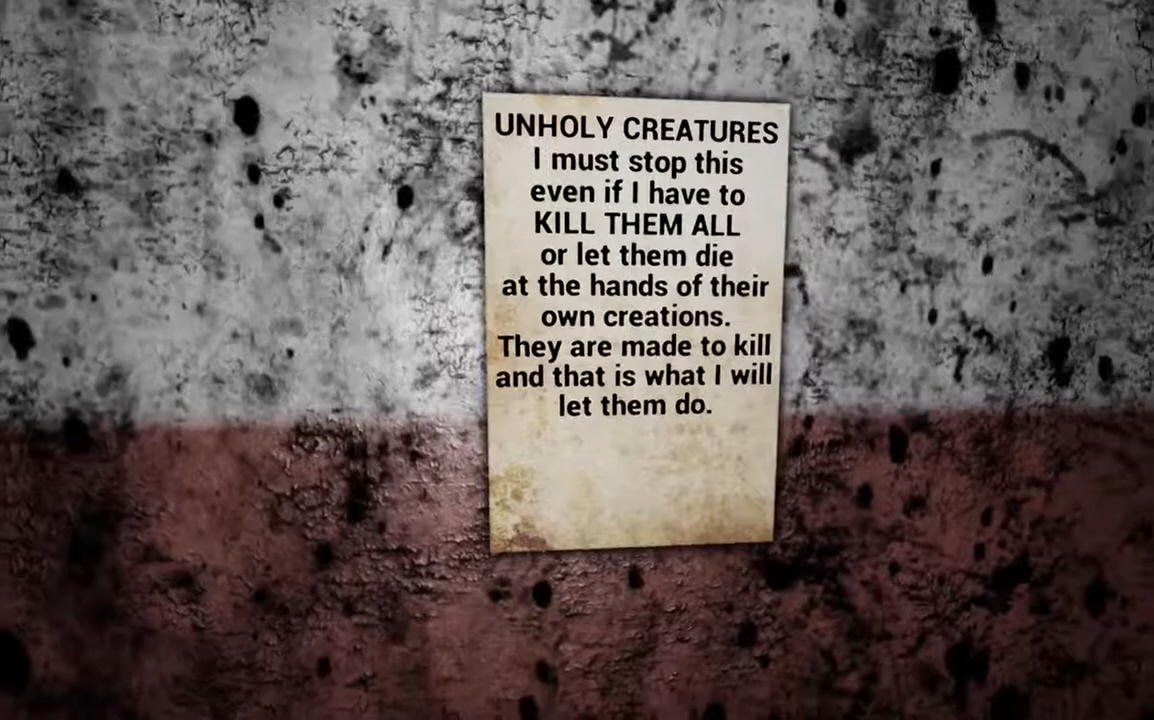 UNHOLY CREATURES
I must stop this
even if I have to
KILL THEM ALL
or let them die
at the hands of their
own creations.
They are made to kill
and that is what I will
let them do.